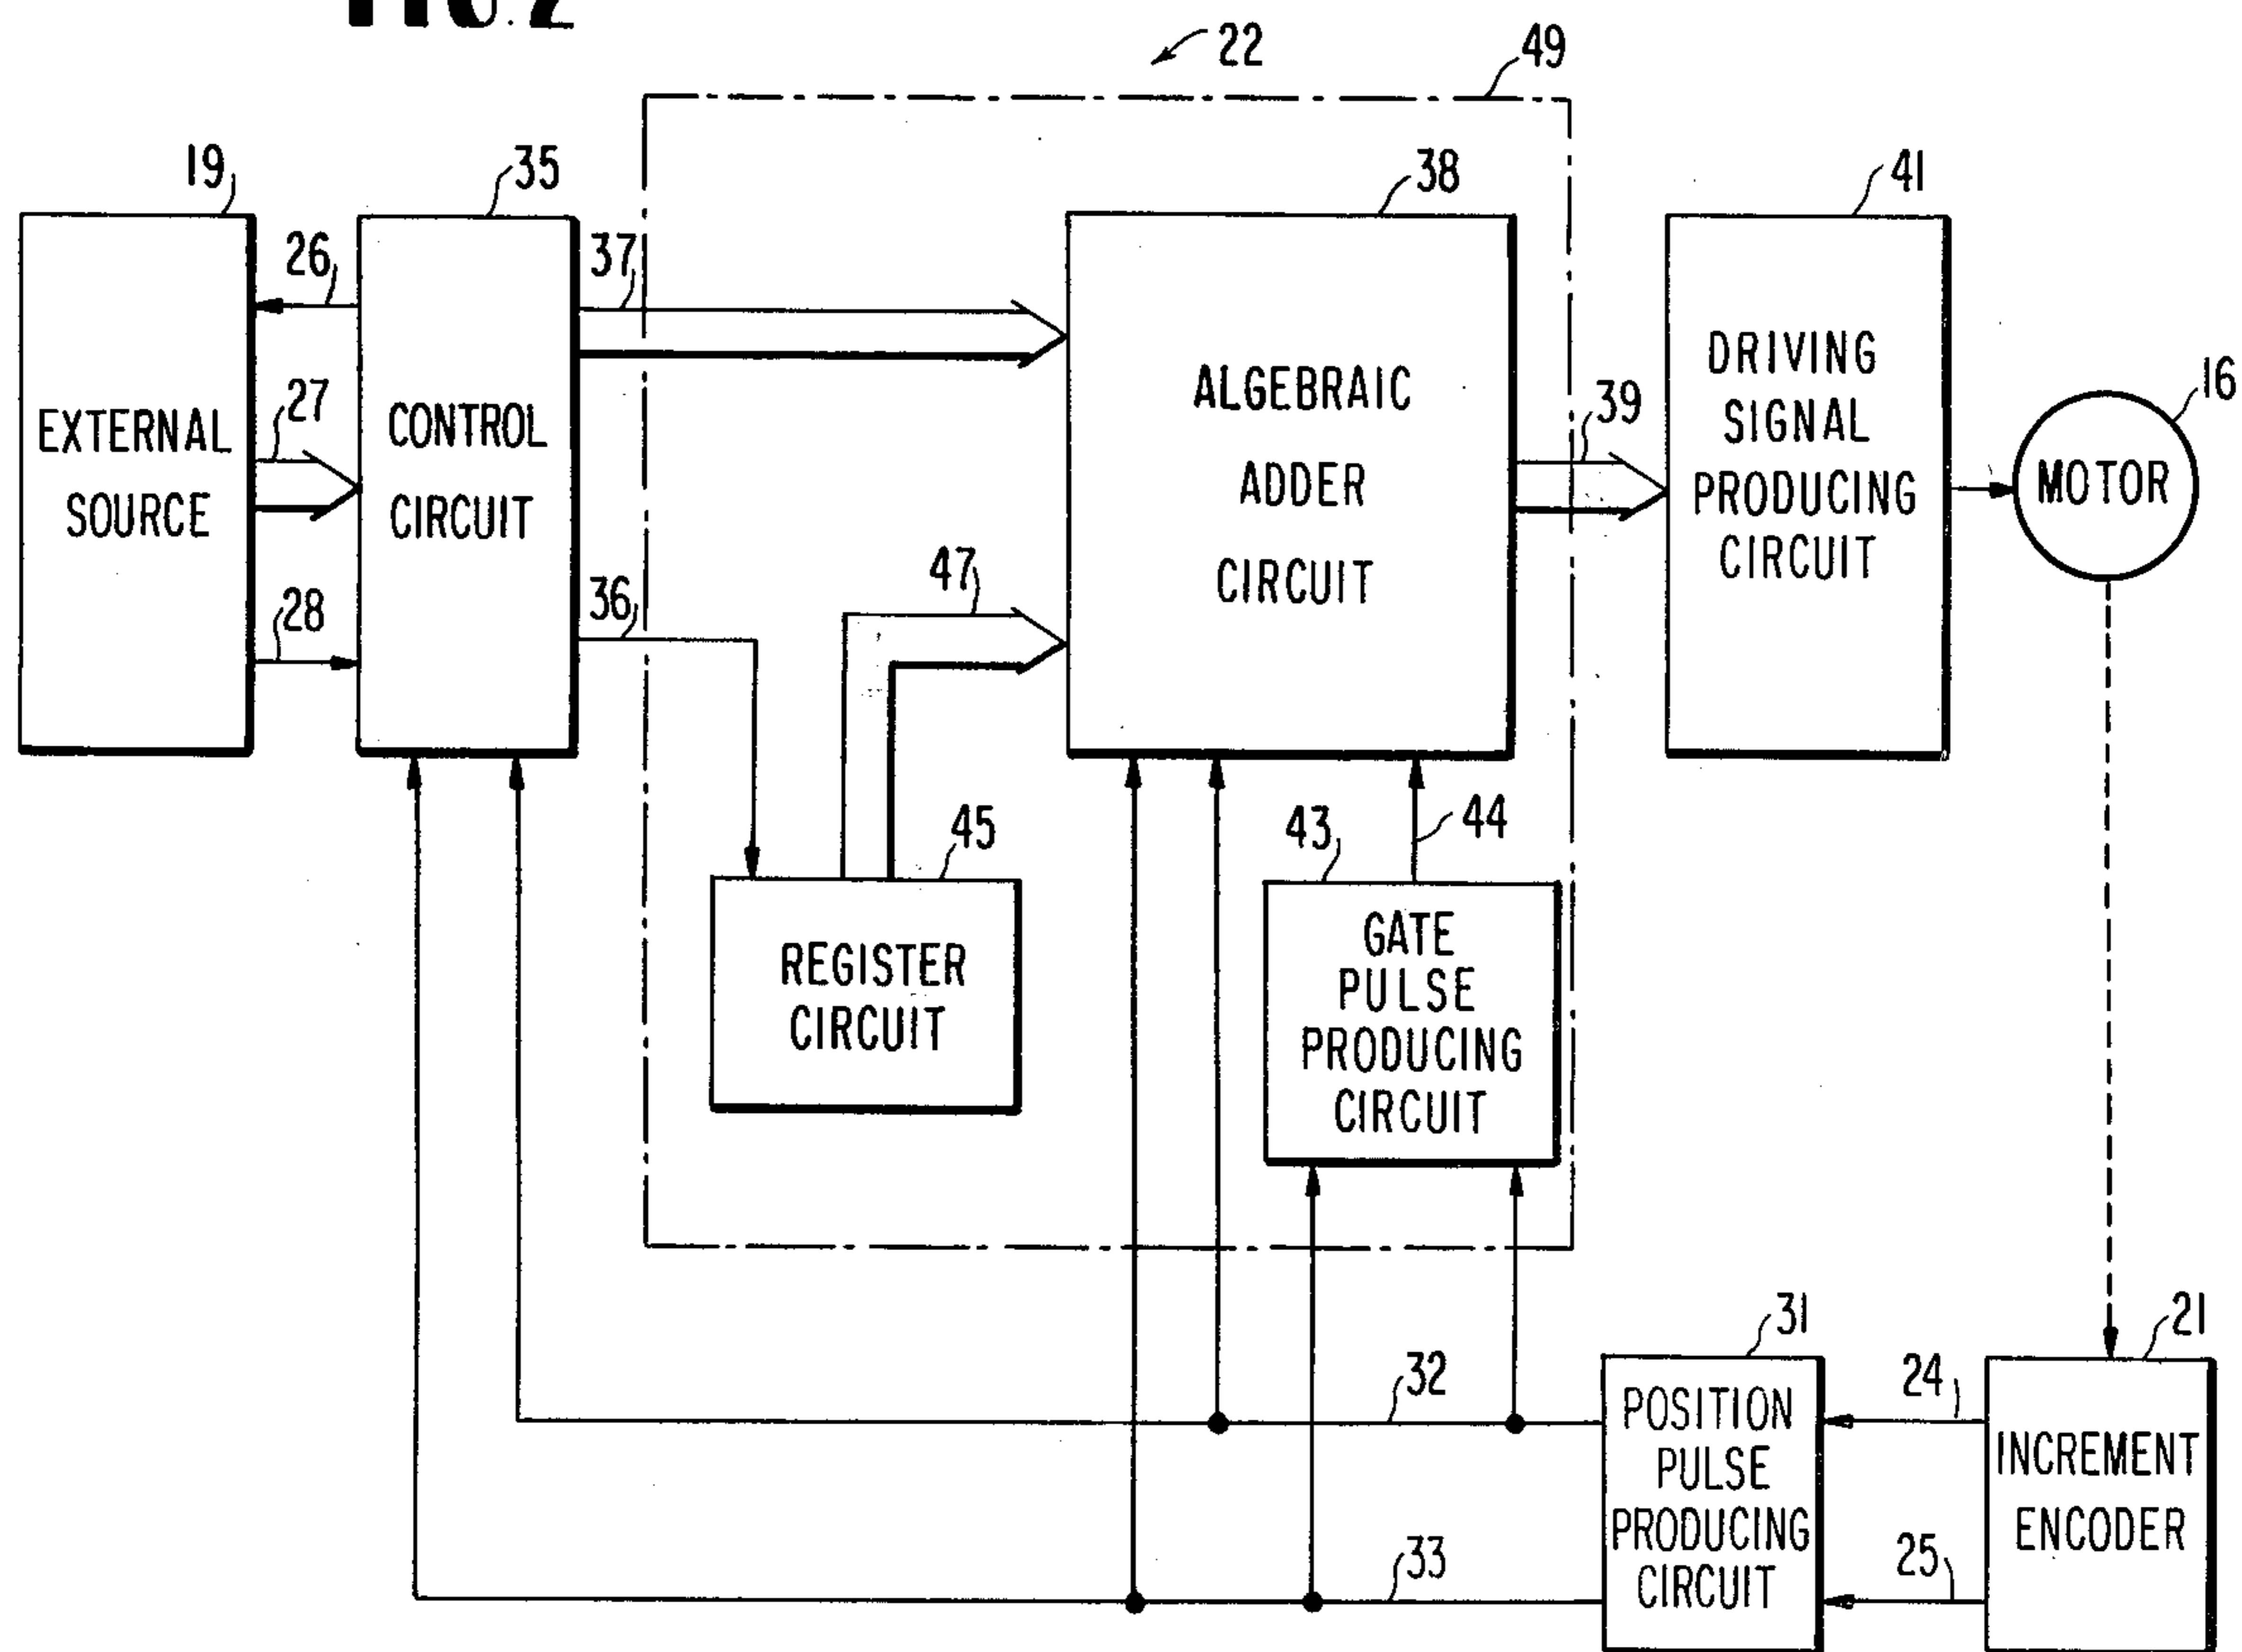 FIG. 2
22
49
19
35
38
41
26
37
16
27
39
EXTERNAL
SOURCE
CONTROL
CIRCUIT
ALGEBRAIC
ADDER
CIRCUIT
DRIVING
SIGNAL
PRODUCING
CIRCUIT
MOTOR
28
36
47
45
43
44
REGISTER
CIRCUIT
GATE
PULSE
PRODUCING
CIRCUIT
31
21
32
24
33
25
POSITION
PULSE
PRODUCING
CIRCUIT
INCREMENT
ENCODER